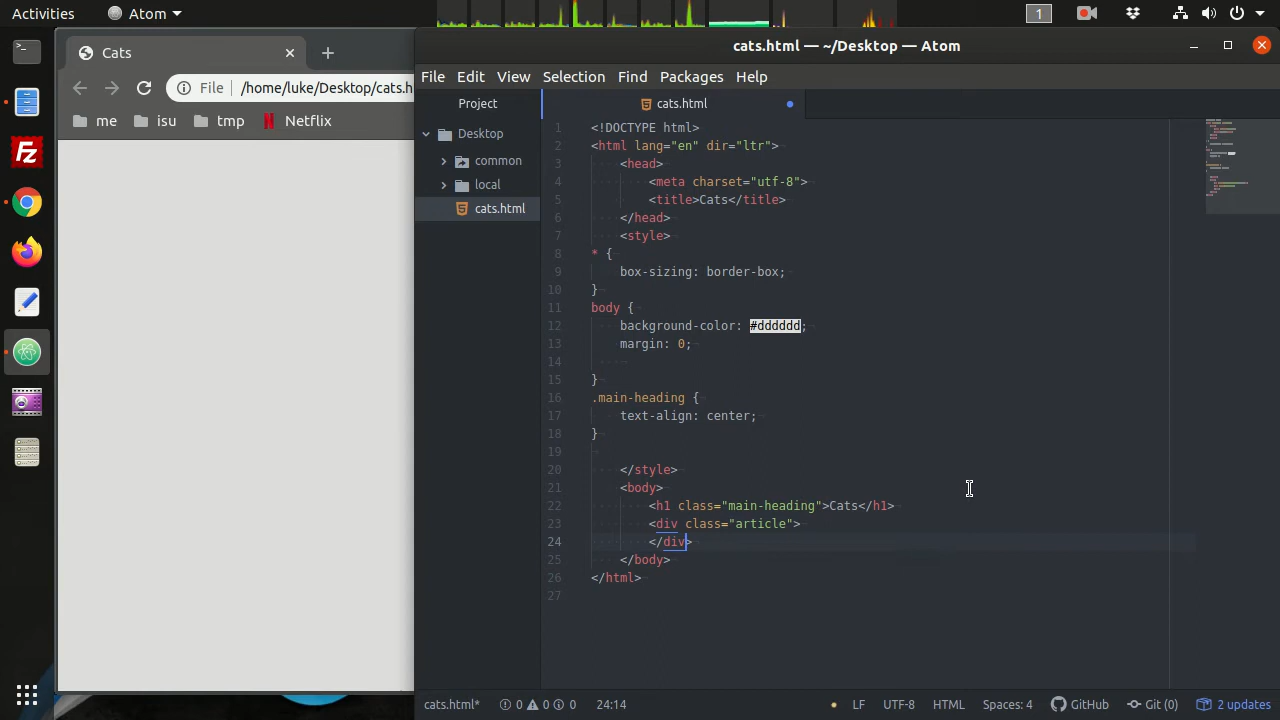 Activities
Atom
1
Cats
File
/home/luke/Desktop/cats.h
me
isu
tmp
Netflix
cats.html — ~/Desktop — Atom
File Edit View Selection Find Packages Help
Project
Desktop
common
local
cats.html
cats.html
1 <!DOCTYPE html>
2 <html lang="en" dir="ltr">
3 <head>
4 <meta charset="utf-8">
5 <title>Cats</title>
6 </head>
7 <style>
8 * {
9 box-sizing: border-box;
10 }
11 body {
12 background-color: #dddddd;
13 margin: 0;
14
15 }
16 .main-heading {
17 text-align: center;
18 }
19
20 </style>
21 <body>
22 <h1 class="main-heading">Cats</h1>
23 <div class="article">
24 </div>
25 </body>
26 </html>
27
cats.html* 0 0 0 24:14 LF UTF-8 HTML Spaces: 4 GitHub Git (0) 2 updates